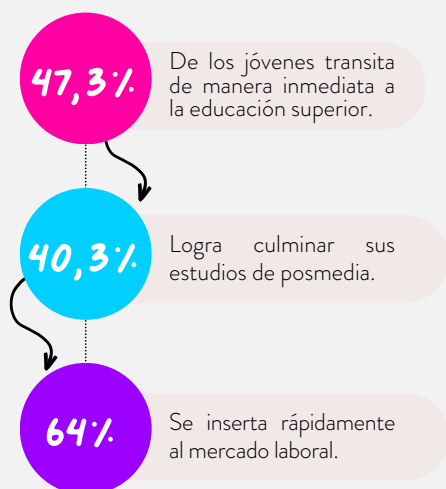 47,3%
De los jóvenes transita
de manera inmediata a
la educación superior.
40,3%
Logra culminar sus
estudios de posmedia.
64%
Se inserta rápidamente
al mercado laboral.